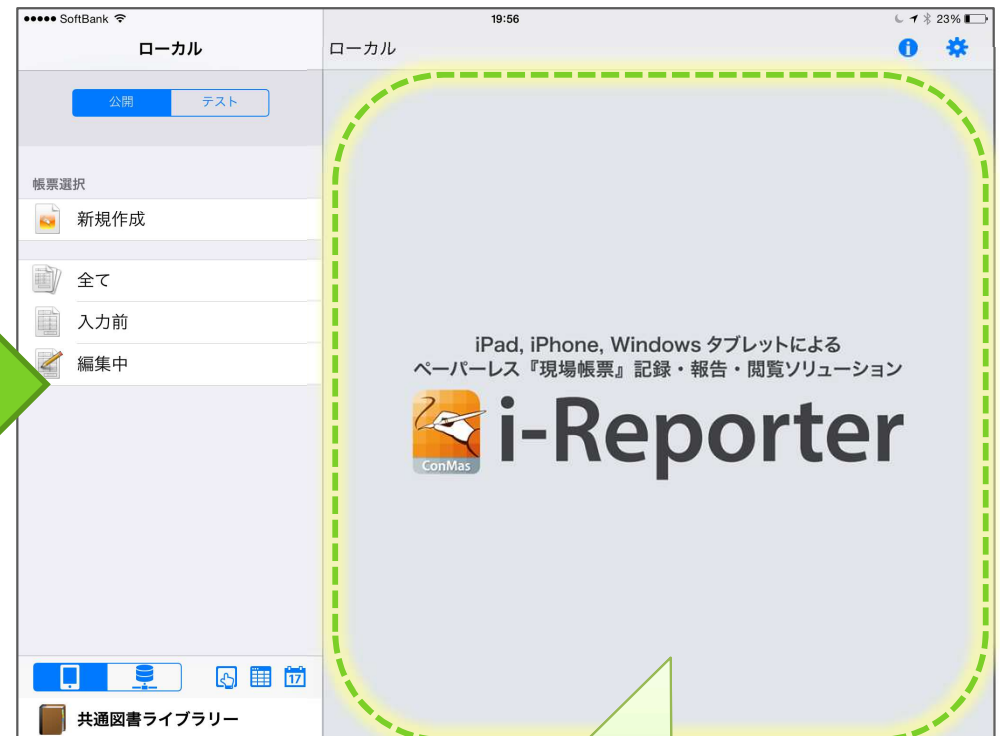 SoftBank
19:56
23%
ローカル
ローカル
公開
テスト
帳票選択
新規作成
全て
入力前
編集中
iPad, iPhone, Windows タブレットによる
ペーパーレス『現場帳票』記録・報告・閲覧ソリューション
i-Reporter
ConMas
17
共通図書ライブラリー